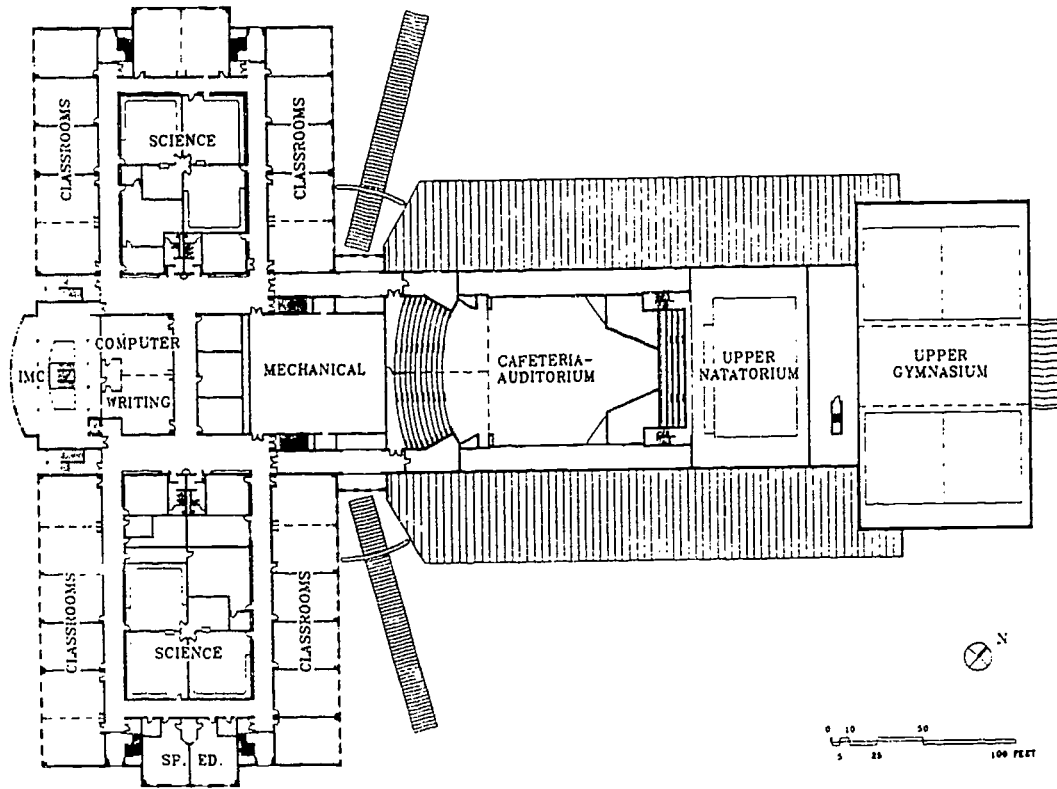 CLASSROOMS
SCIENCE
CLASSROOMS
IMC
COMPUTER
WRITING
MECHANICAL
CAFETERIA-
AUDITORIUM
UPPER
NATATORIUM
UPPER
GYMNASIUM
CLASSROOMS
SCIENCE
CLASSROOMS
SP. ED.
N
0 10 50
5 25 100 FEET